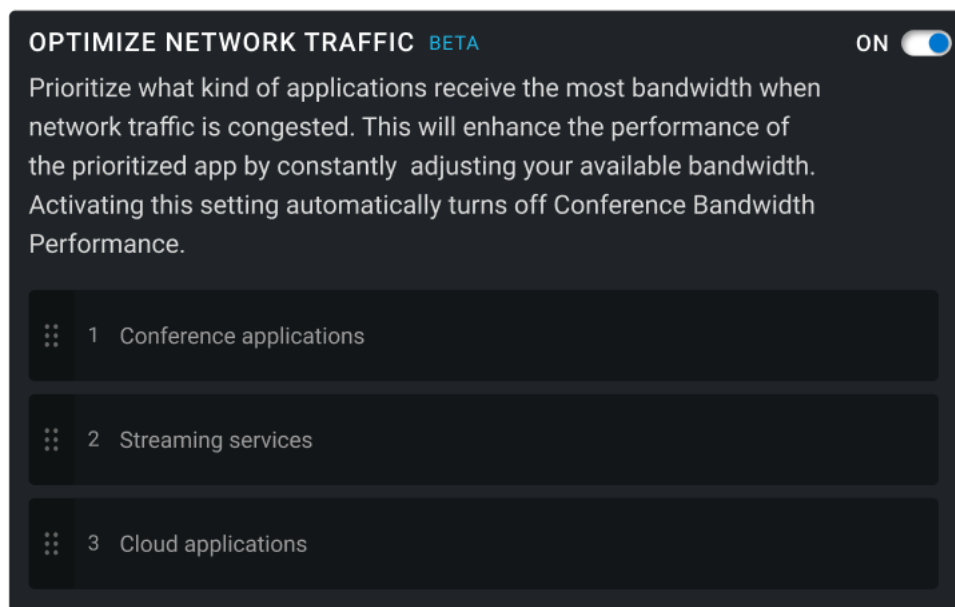 OPTIMIZE NETWORK TRAFFIC BETA ON
Prioritize what kind of applications receive the most bandwidth when
network traffic is congested. This will enhance the performance of
the prioritized app by constantly  adjusting your available bandwidth.
Activating this setting automatically turns off Conference Bandwidth
Performance.
1 Conference applications
2 Streaming services
3 Cloud applications